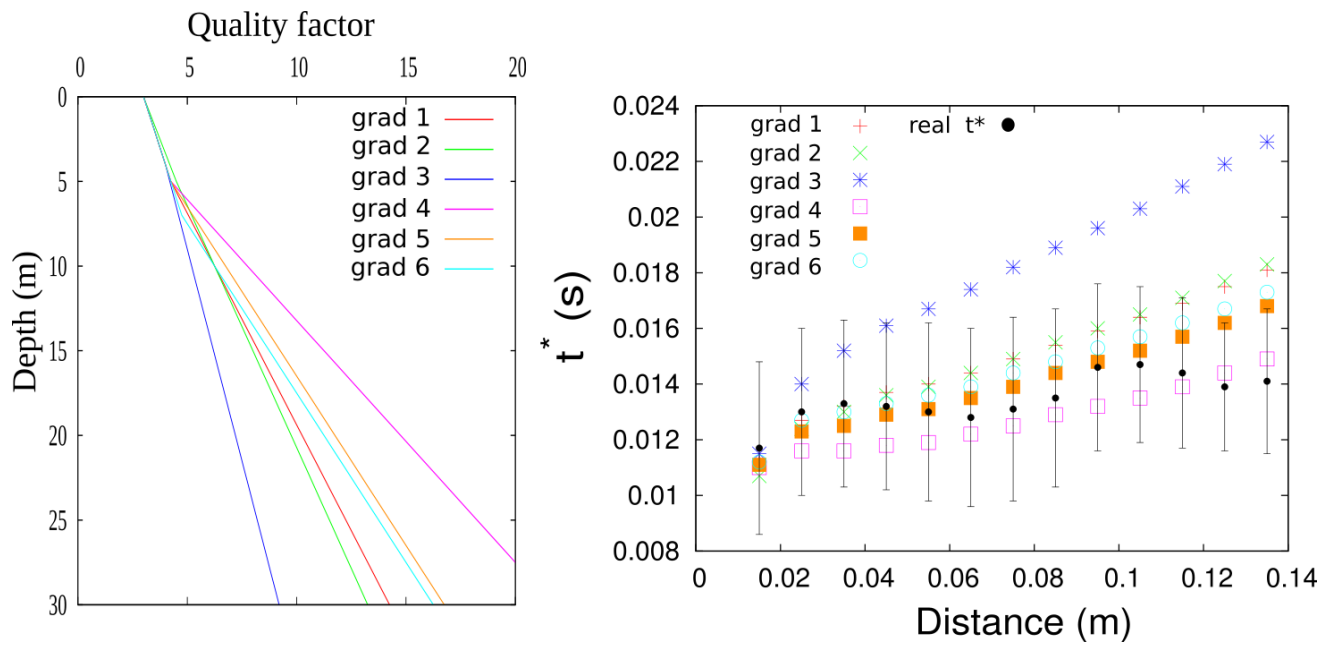 Quality factor
0 5 10 15 20
0
5
10
15
20
25
30
Depth (m)
grad 1
grad 2
grad 3
grad 4
grad 5
grad 6
0.024
0.022
0.02
0.018
0.016
0.014
0.012
0.01
0.008
t* (s)
grad 1
grad 2
grad 3
grad 4
grad 5
grad 6
real t*
0 0.02 0.04 0.06 0.08 0.1 0.12 0.14
Distance (m)